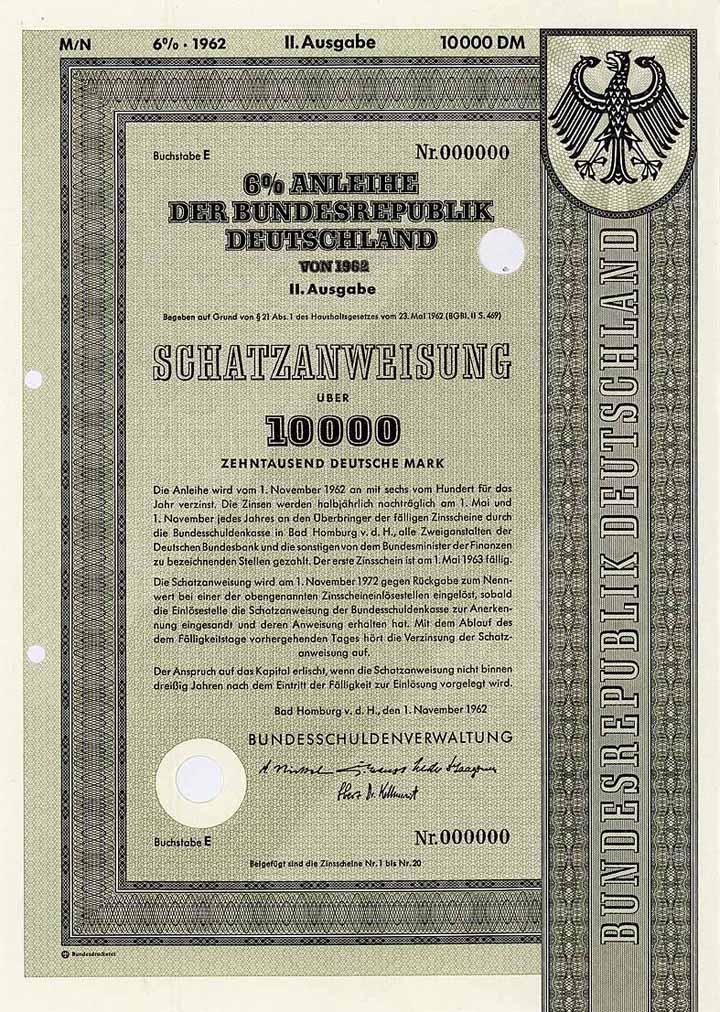 M/N 6% · 1962 II. Ausgabe 10000 DM
Buchstabe E Nr. 000000
6% ANLEIHE
DER BUNDESREPUBLIK
DEUTSCHLAND
VON 1962
II. Ausgabe
Begeben auf Grund von § 21 Abs. 1 des Haushaltsgesetzes vom 23. Mai 1962 (BGBl. II S. 469)
SCHATZANWEISUNG
ÜBER
10000
ZEHNTAUSEND DEUTSCHE MARK
Die Anleihe wird vom 1. November 1962 an mit sechs vom Hundert für das
Jahr verzinst. Die Zinsen werden halbjährlich nachträglich am 1. Mai und
1. November jedes Jahres an den Überbringer der fälligen Zinsscheine durch
die Bundesschuldenkasse in Bad Homburg v. d. H., alle Zweiganstalten der
Deutschen Bundesbank und die sonstigen von dem Bundesminister der Finanzen
zu bezeichnenden Stellen gezahlt. Der erste Zinsschein ist am 1. Mai 1963 fällig.
Die Schatzanweisung wird am 1. November 1972 gegen Rückgabe zum Nenn-
wert bei einer der obengenannten Zinsscheineinlösestellen eingelöst, sobald
die Einlösestelle die Schatzanweisung der Bundesschuldenkasse zur Anerken-
nung eingesandt und deren Anweisung erhalten hat. Mit dem Ablauf des
dem Fälligkeitstage vorhergehenden Tages hört die Verzinsung der Schatz-
anweisung auf.
Der Anspruch auf das Kapital erlischt, wenn die Schatzanweisung nicht binnen
dreißig Jahren nach dem Eintritt der Fälligkeit zur Einlösung vorgelegt wird.
Bad Homburg v. d. H., den 1. November 1962
BUNDESSCHULDENVERWALTUNG
Buchstabe E Nr. 000000
Beigefügt sind die Zinsscheine Nr. 1 bis Nr. 20
Bundesdruckerei
BUNDESREPUBLIK DEUTSCHLAND